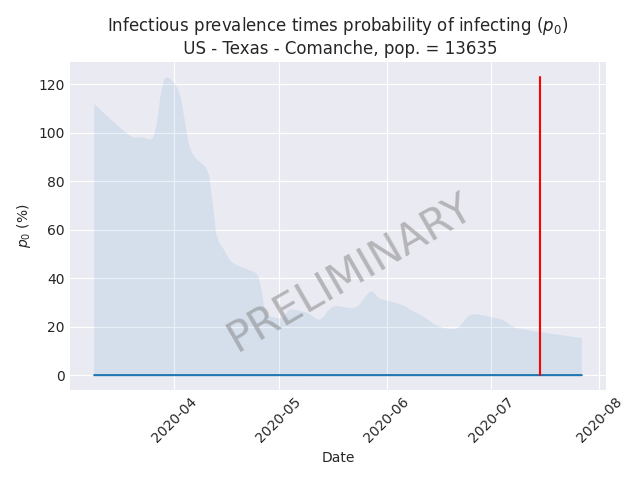 Infectious prevalence times probability of infecting (p₀)
US - Texas - Comanche, pop. = 13635
120
100
80
60
40
20
0
p₀ (%)
PRELIMINARY
2020-04
2020-05
2020-06
2020-07
2020-08
Date